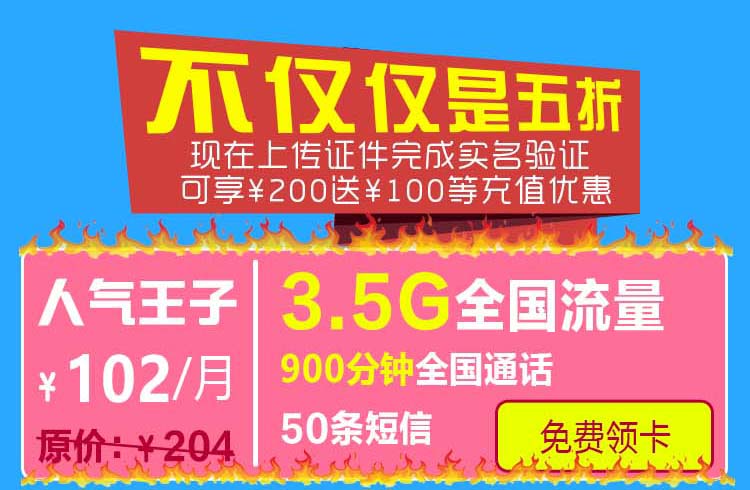 不仅仅是五折
现在上传证件完成实名验证
可享¥200送¥100等充值优惠
人气王子
¥102/月
原价：¥204
3.5G全国流量
900分钟全国通话
50条短信
免费领卡